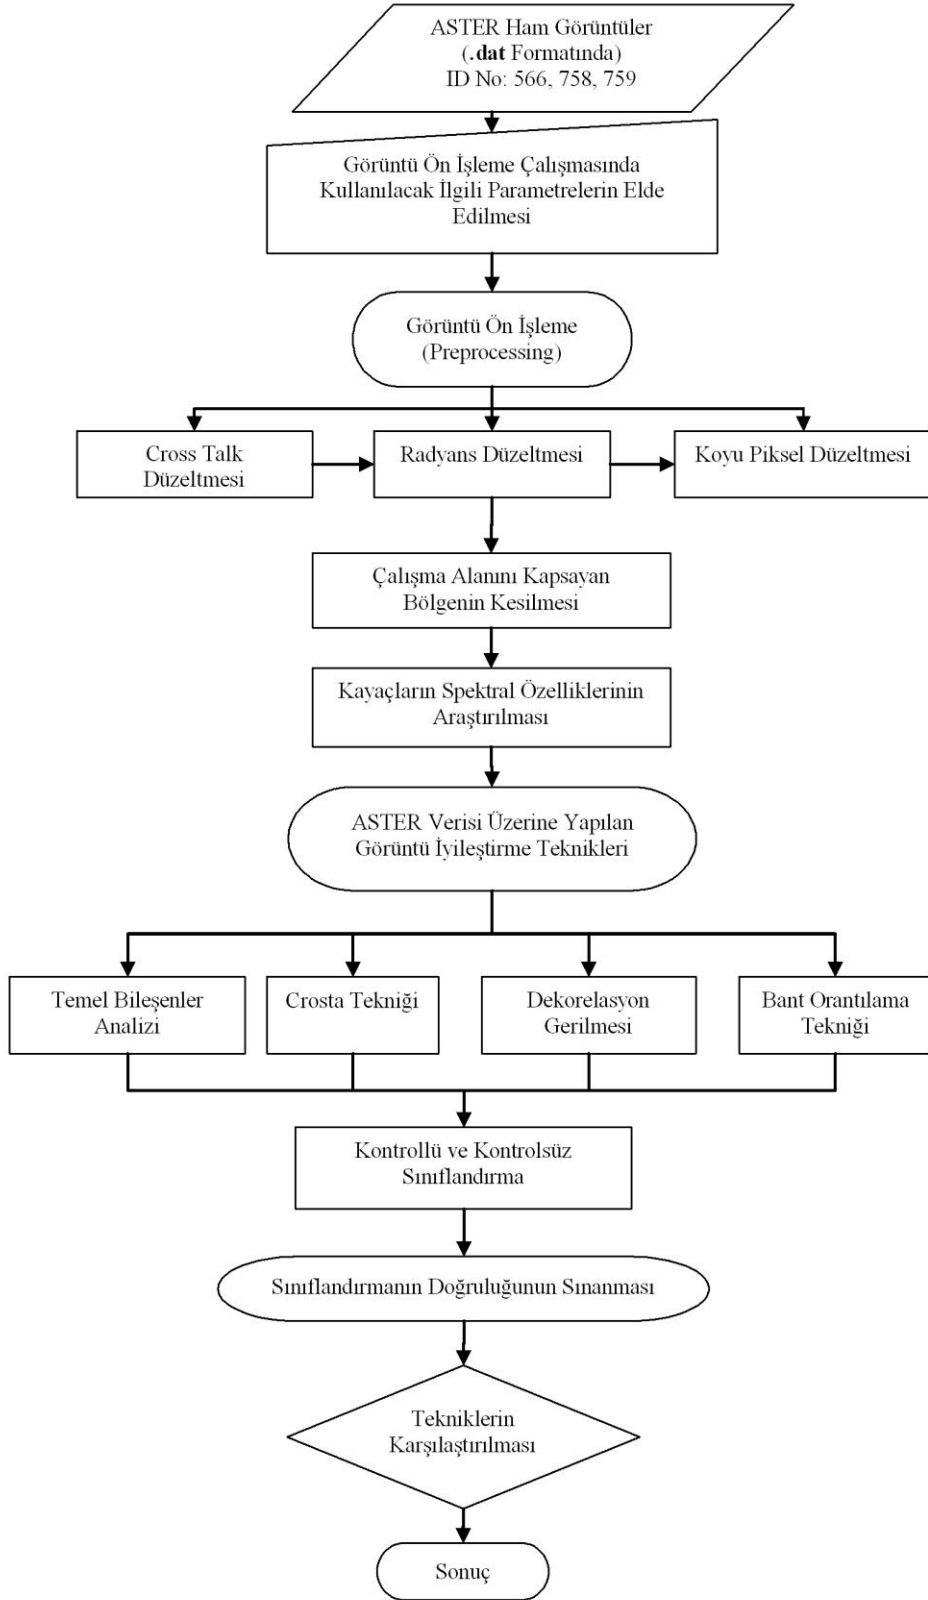 ASTER Ham Görüntüler
(.dat Formatında)
ID No: 566, 758, 759
Görüntü Ön İşleme Çalışmasında
Kullanılacak İlgili Parametrelerin Elde
Edilmesi
Görüntü Ön İşleme
(Preprocessing)
Cross Talk
Düzeltmesi
Radyans Düzeltmesi
Koyu Piksel Düzeltmesi
Çalışma Alanını Kapsayan
Bölgenin Kesilmesi
Kayaçların Spektral Özelliklerinin
Araştırılması
ASTER Verisi Üzerine Yapılan
Görüntü İyileştirme Teknikleri
Temel Bileşenler
Analizi
Crosta Tekniği
Dekorelasyon
Gerilmesi
Bant Orantılama
Tekniği
Kontrollü ve Kontrolsüz
Sınıflandırma
Sınıflandırmanın Doğruluğunun Sınanması
Tekniklerin
Karşılaştırılması
Sonuç